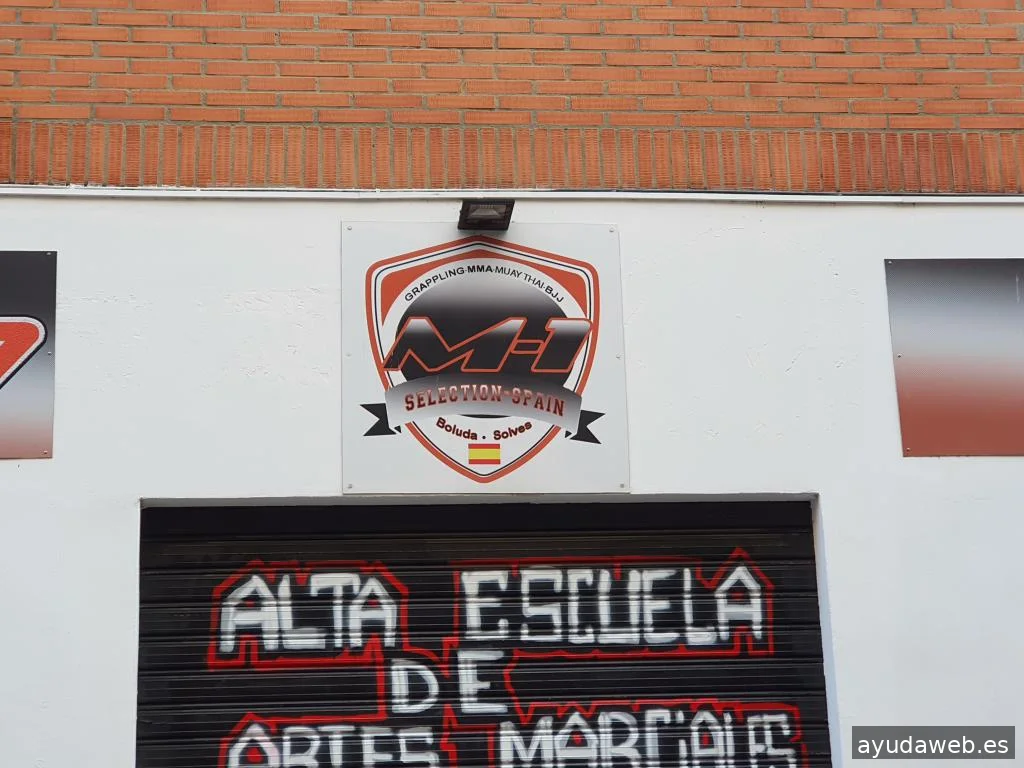 GRAPPLING·MMA·MUAY THAI·BJJ
M-1
SELECTION-SPAIN
Boluda · Solves
ALTA ESCUELA
DE
ARTES MARCIALES
ayudaweb.es